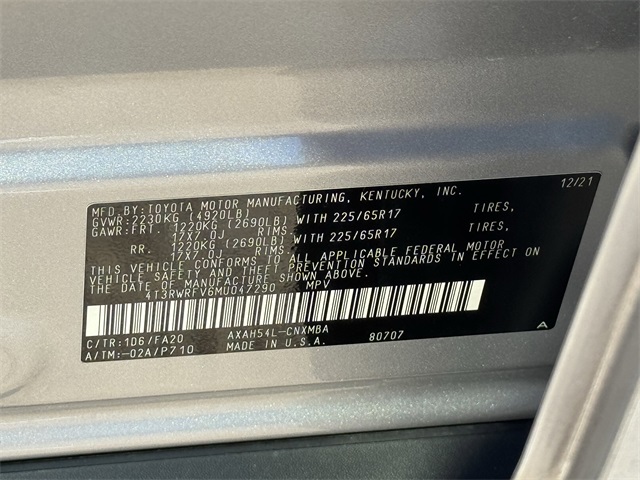 MFD. BY: TOYOTA MOTOR MANUFACTURING, KENTUCKY, INC. 12/21
GVWR: 2230KG (4920LB)
GAWR: FRT. 1220KG (2690LB) WITH 225/65R17 TIRES,
17X7.0J RIMS.
RR. 1220KG (2690LB) WITH 225/65R17 TIRES,
17X7.0J RIMS.
THIS VEHICLE CONFORMS TO ALL APPLICABLE FEDERAL MOTOR
VEHICLE SAFETY AND THEFT PREVENTION STANDARDS IN EFFECT ON
THE DATE OF MANUFACTURE SHOWN ABOVE.
4T3RWRFV6MU047290 MPV
C/TR: 1D6/FA20 AXAH54L-CNXMBA A
A/TM: -02A/P710 MADE IN U.S.A. 80707